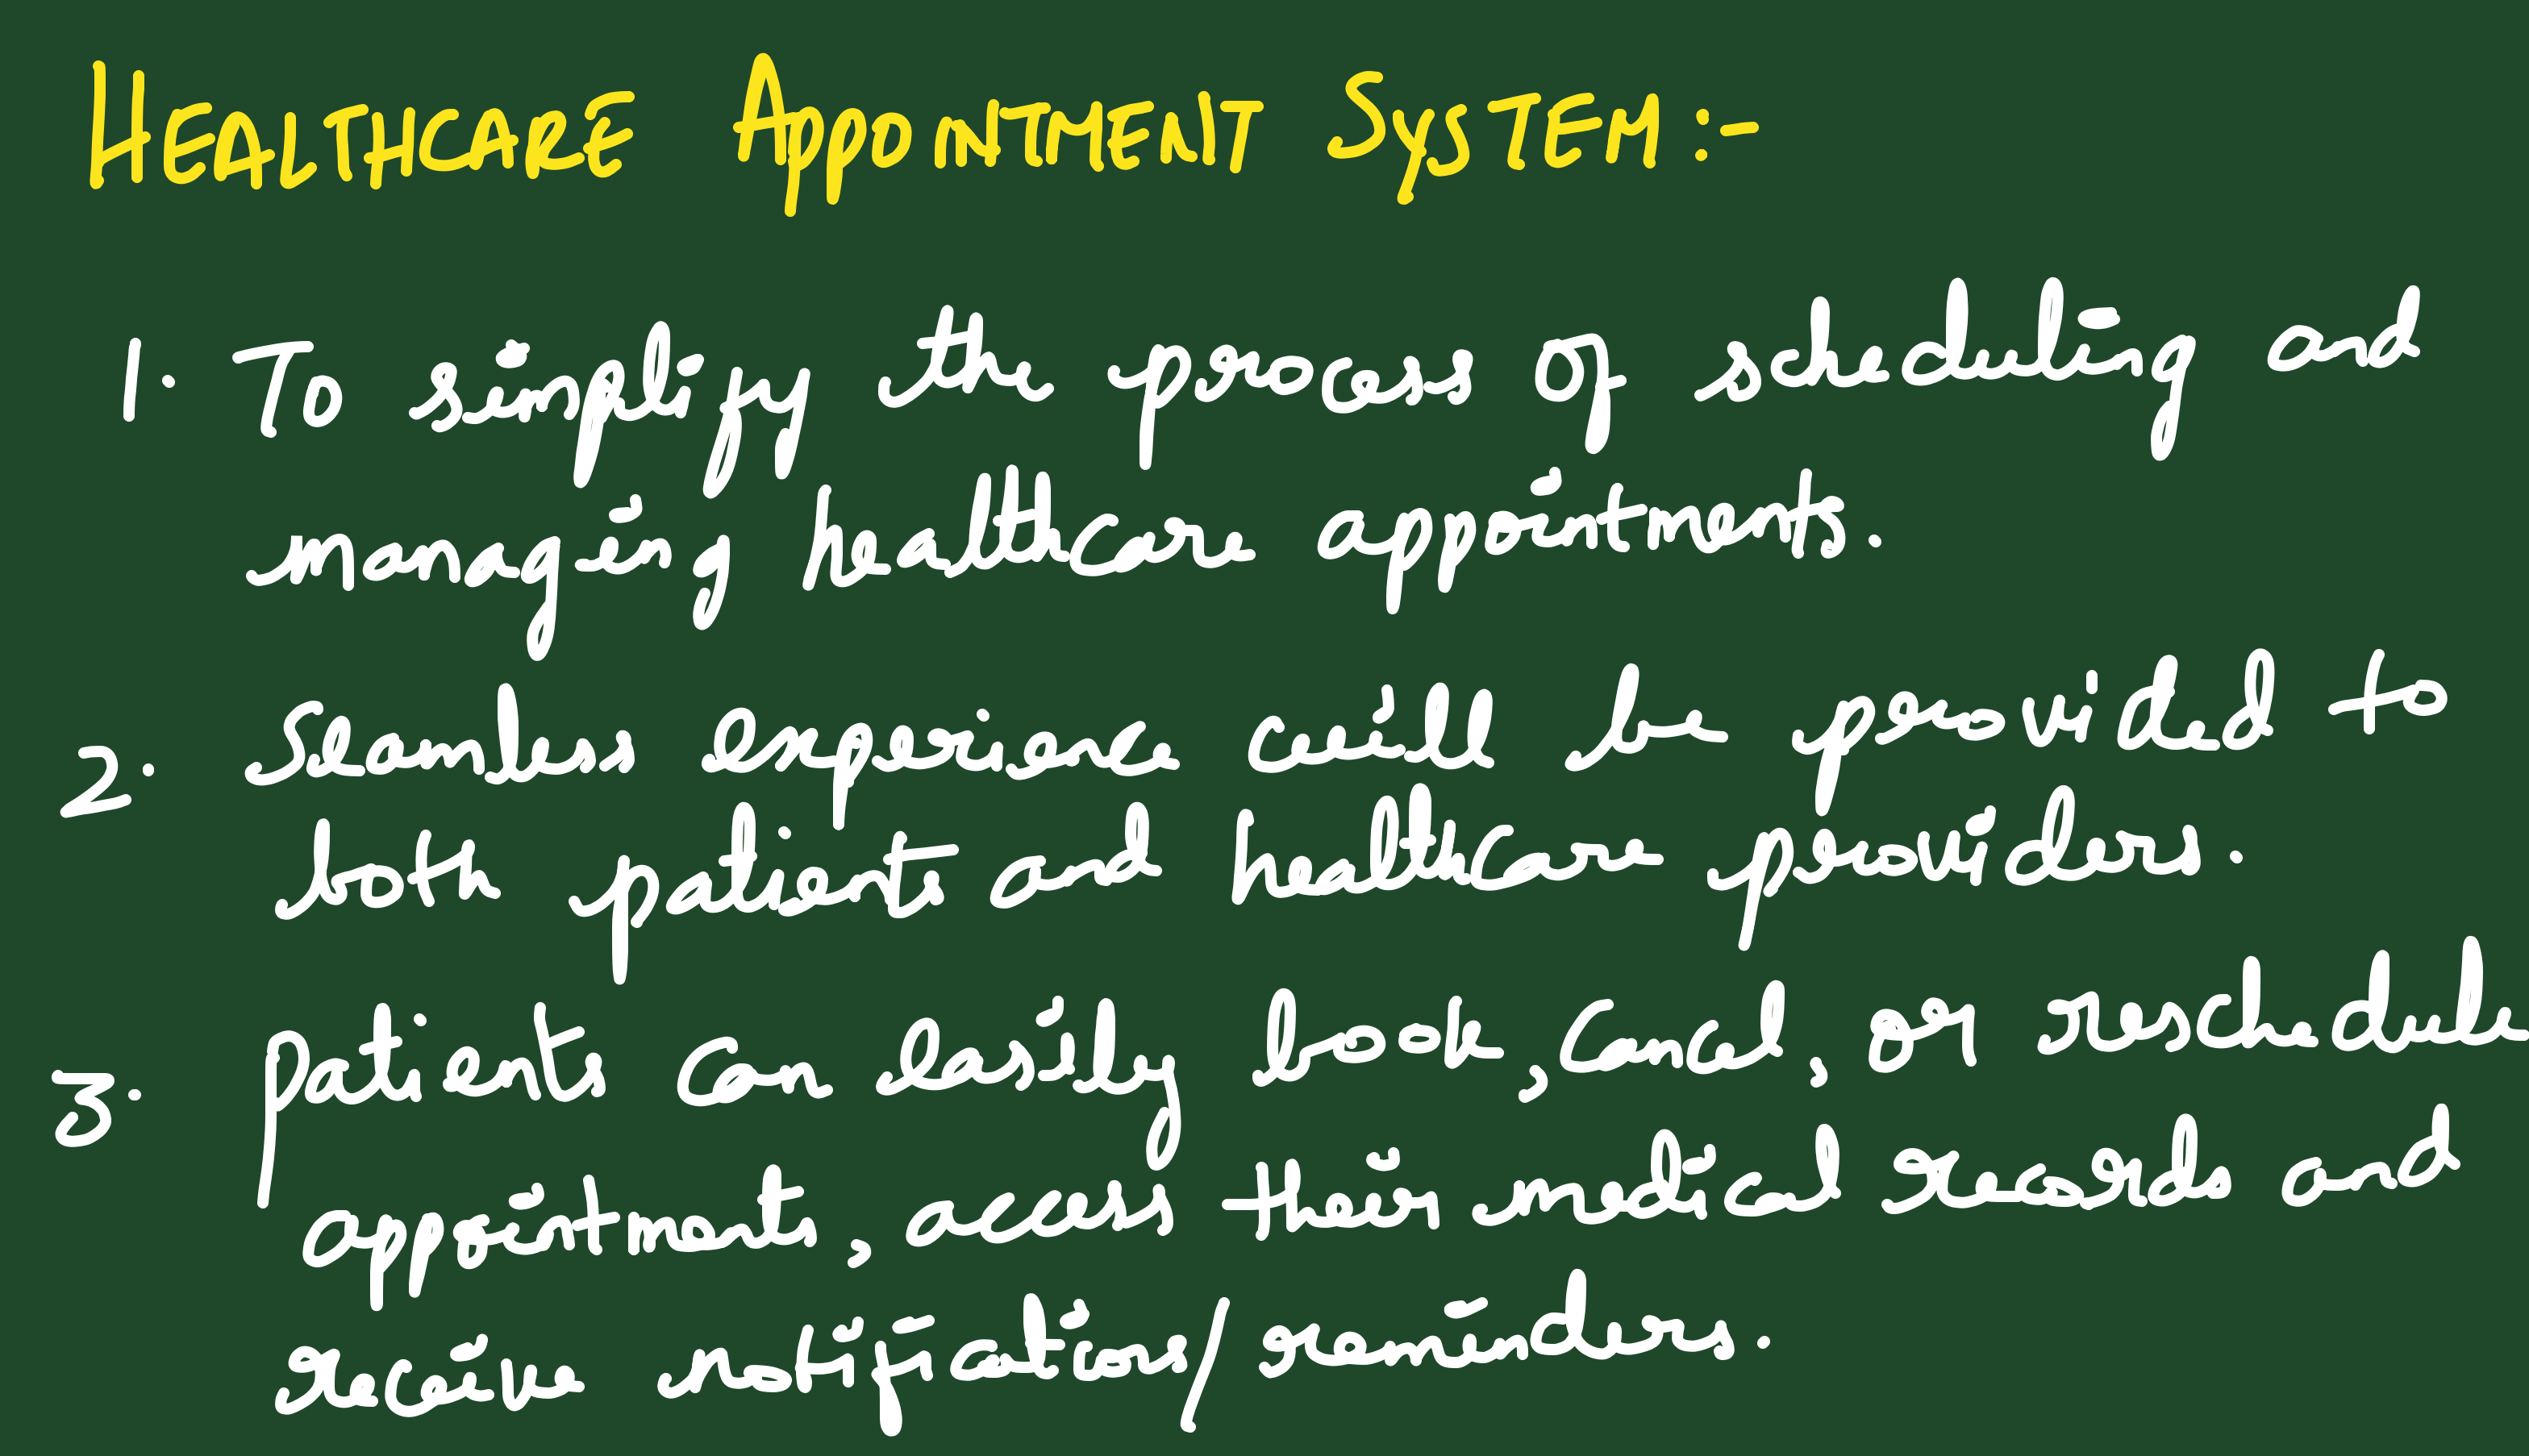 HEALTHCARE APPOINTMENT SYSTEM :-
1. To simplify the process of scheduling and
managing healthcare appointments.
2. Seamless experience will be provided to
both patients and healthcare providers.
3. Patients can easily book, cancel, or reschedule
appointments, access their medical records and
receive notifications/ reminders.